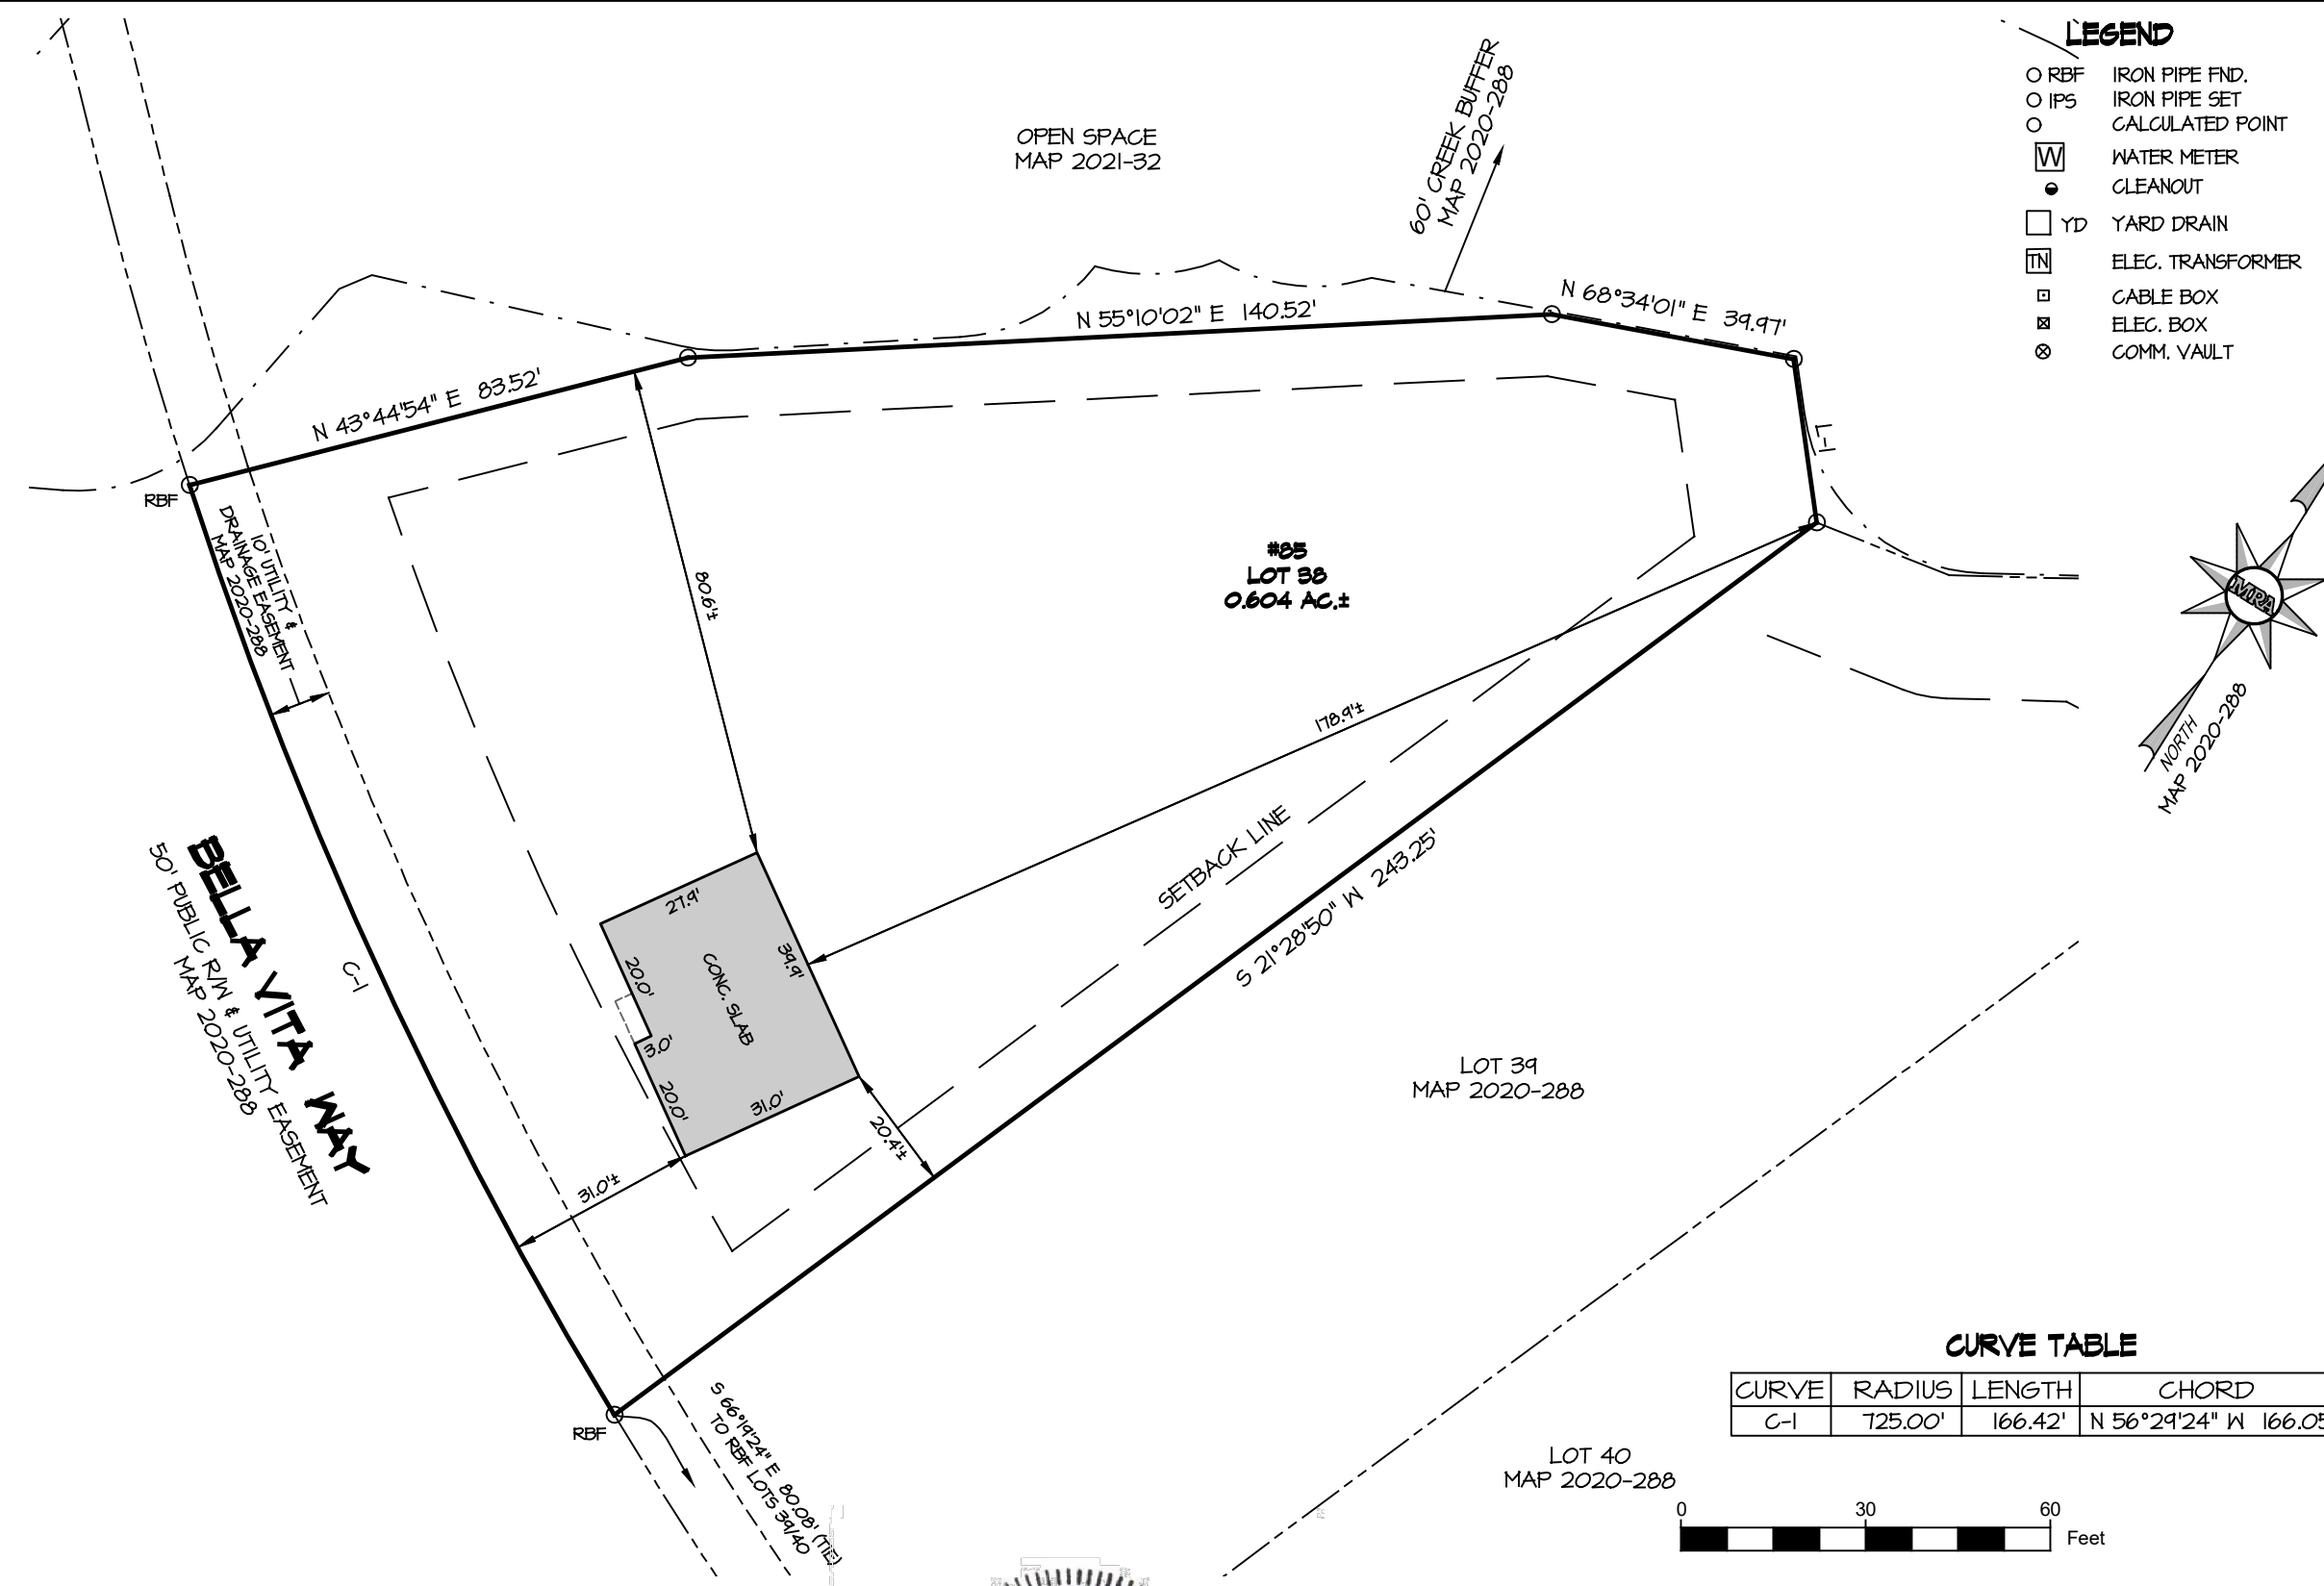 LEGEND
RBF IRON PIPE FND.
IPS IRON PIPE SET
CALCULATED POINT
W WATER METER
CLEANOUT
YD YARD DRAIN
TN ELEC. TRANSFORMER
CABLE BOX
ELEC. BOX
COMM. VAULT
OPEN SPACE
MAP 2021-32
60' CREEK BUFFER
MAP 2020-288
N 43°44'54" E 83.52'
N 55°10'02" E 140.52'
N 68°34'01" E 39.97'
L-1
RBF
10' UTILITY &
DRAINAGE EASEMENT
MAP 2020-288
80.6'±
#85
LOT 38
0.604 AC.±
178.9'±
MRA
NORTH
MAP 2020-288
BELLA VITA WAY
50' PUBLIC R/W & UTILITY EASEMENT
MAP 2020-288
C-1
27.9'
39.9'
20.0'
CONC. SLAB
3.0'
20.0'
31.0'
31.0'±
20.4'±
SETBACK LINE
S 21°28'50" W 243.25'
LOT 39
MAP 2020-288
RBF
S 66°19'24" E 80.08' (TIE)
TO RBF LOTS 39/40
LOT 40
MAP 2020-288
CURVE TABLE
CURVE RADIUS LENGTH CHORD
C-1 725.00' 166.42' N 56°29'24" W 166.05
0 30 60
Feet